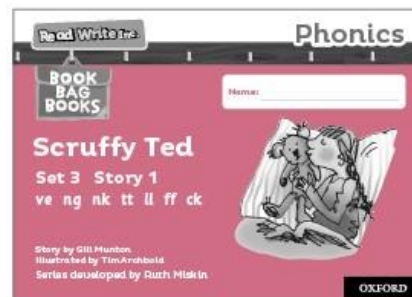 Read Write Inc.
Phonics
BOOK
BAG
BOOKS
Name:
Scruffy Ted
Set 3 Story 1
ve ng nk tt ll ff ck
Story by Gill Munton
Illustrated by Tim Archbold
Series developed by Ruth Miskin
OXFORD